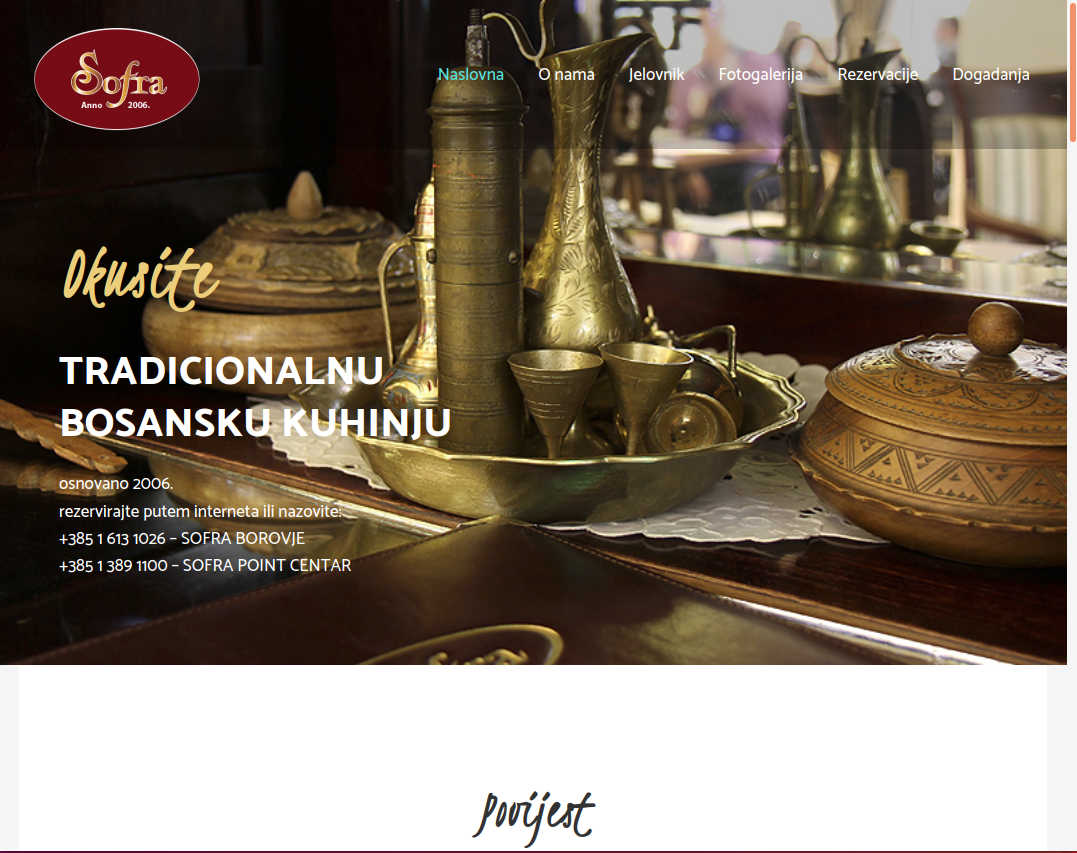 Sofra
Anno 2006.
Naslovna O nama Jelovnik Fotogalerija Rezervacije Događanja
Okusite
TRADICIONALNU
BOSANSKU KUHINJU
osnovano 2006.
rezervirajte putem interneta ili nazovite:
+385 1 613 1026 – SOFRA BOROVJE
+385 1 389 1100 – SOFRA POINT CENTAR
Povijest